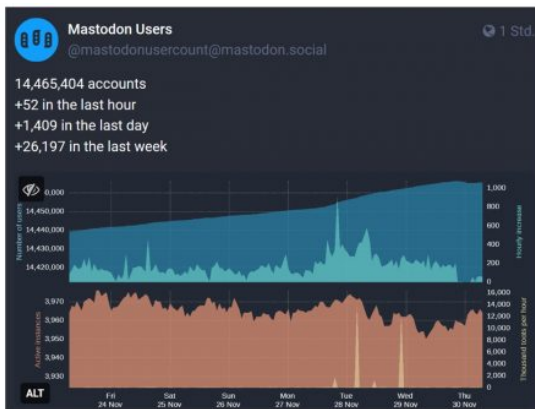 Mastodon Users
1 Std.
@mastodonusercount@mastodon.social
14,465,404 accounts
+52 in the last hour
+1,409 in the last day
+26,197 in the last week
Number of users
14,450,000
14,440,000
14,430,000
14,420,000
1,000
800
600
400
200
0
Hourly increase
Active instances
3,970
3,960
3,950
3,940
3,930
16,000
14,000
12,000
10,000
8,000
6,000
4,000
2,000
0
Thousand toots per hour
Fri
24 Nov
Sat
25 Nov
Sun
26 Nov
Mon
27 Nov
Tue
28 Nov
Wed
29 Nov
Thu
30 Nov
ALT